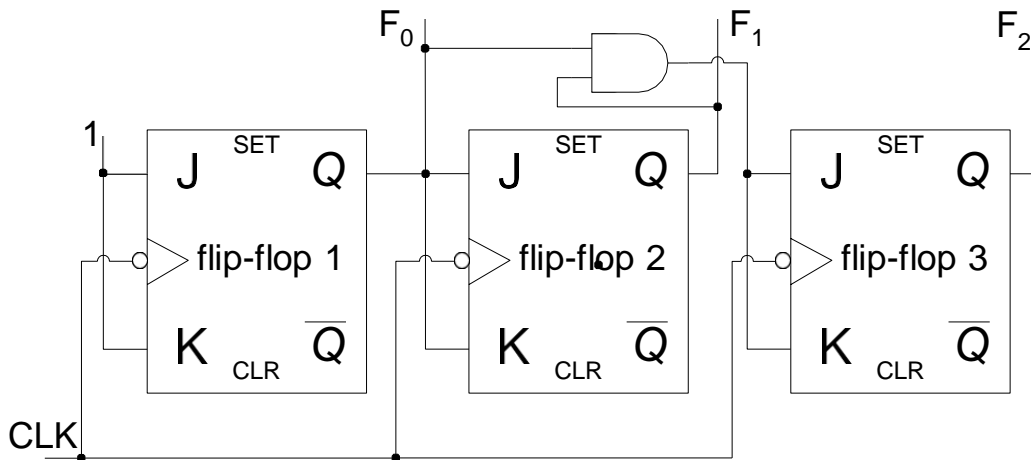 F0 F1 F2
1
SET SET SET
J Q J Q J Q
flip-flop 1 flip-flop 2 flip-flop 3
K Q K Q K Q
CLR CLR CLR
CLK